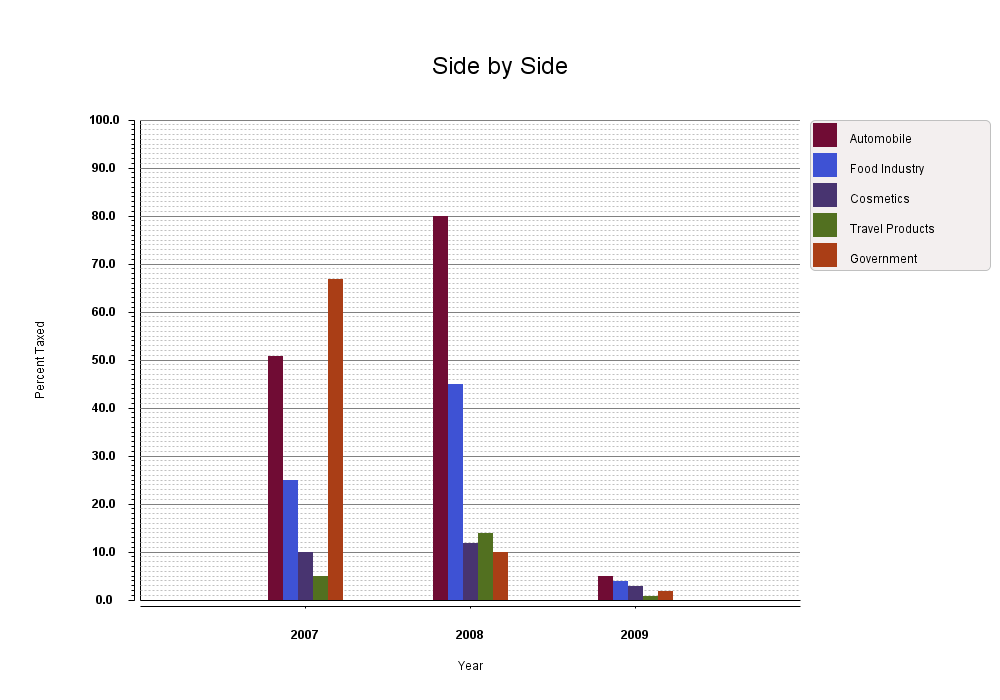 Side by Side
100.0
90.0
80.0
70.0
60.0
50.0
40.0
30.0
20.0
10.0
0.0
Percent Taxed
2007
2008
2009
Year
Automobile
Food Industry
Cosmetics
Travel Products
Government